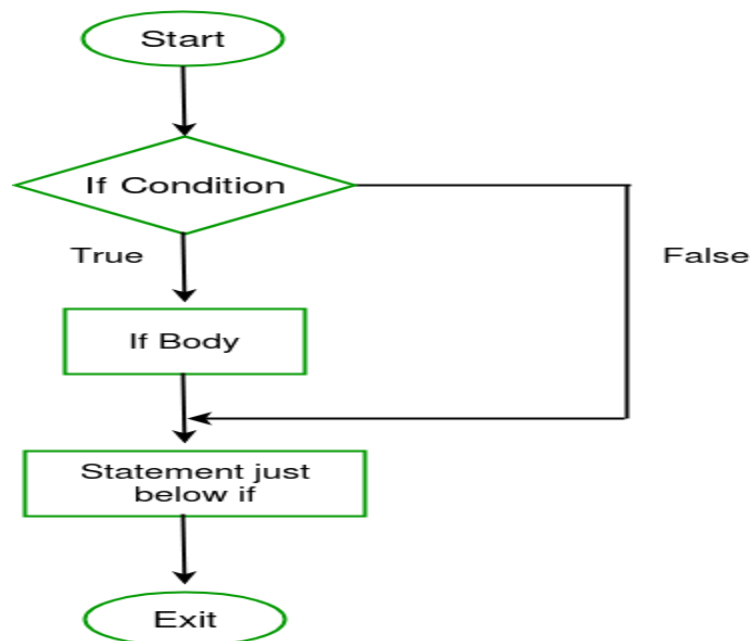 Start
If Condition
True
False
If Body
Statement just
below if
Exit